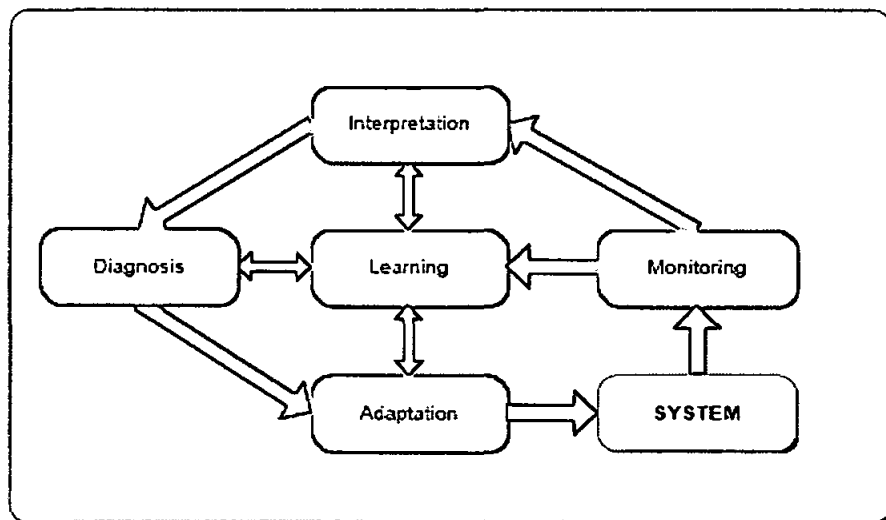 Interpretation
Diagnosis
Learning
Monitoring
Adaptation
SYSTEM